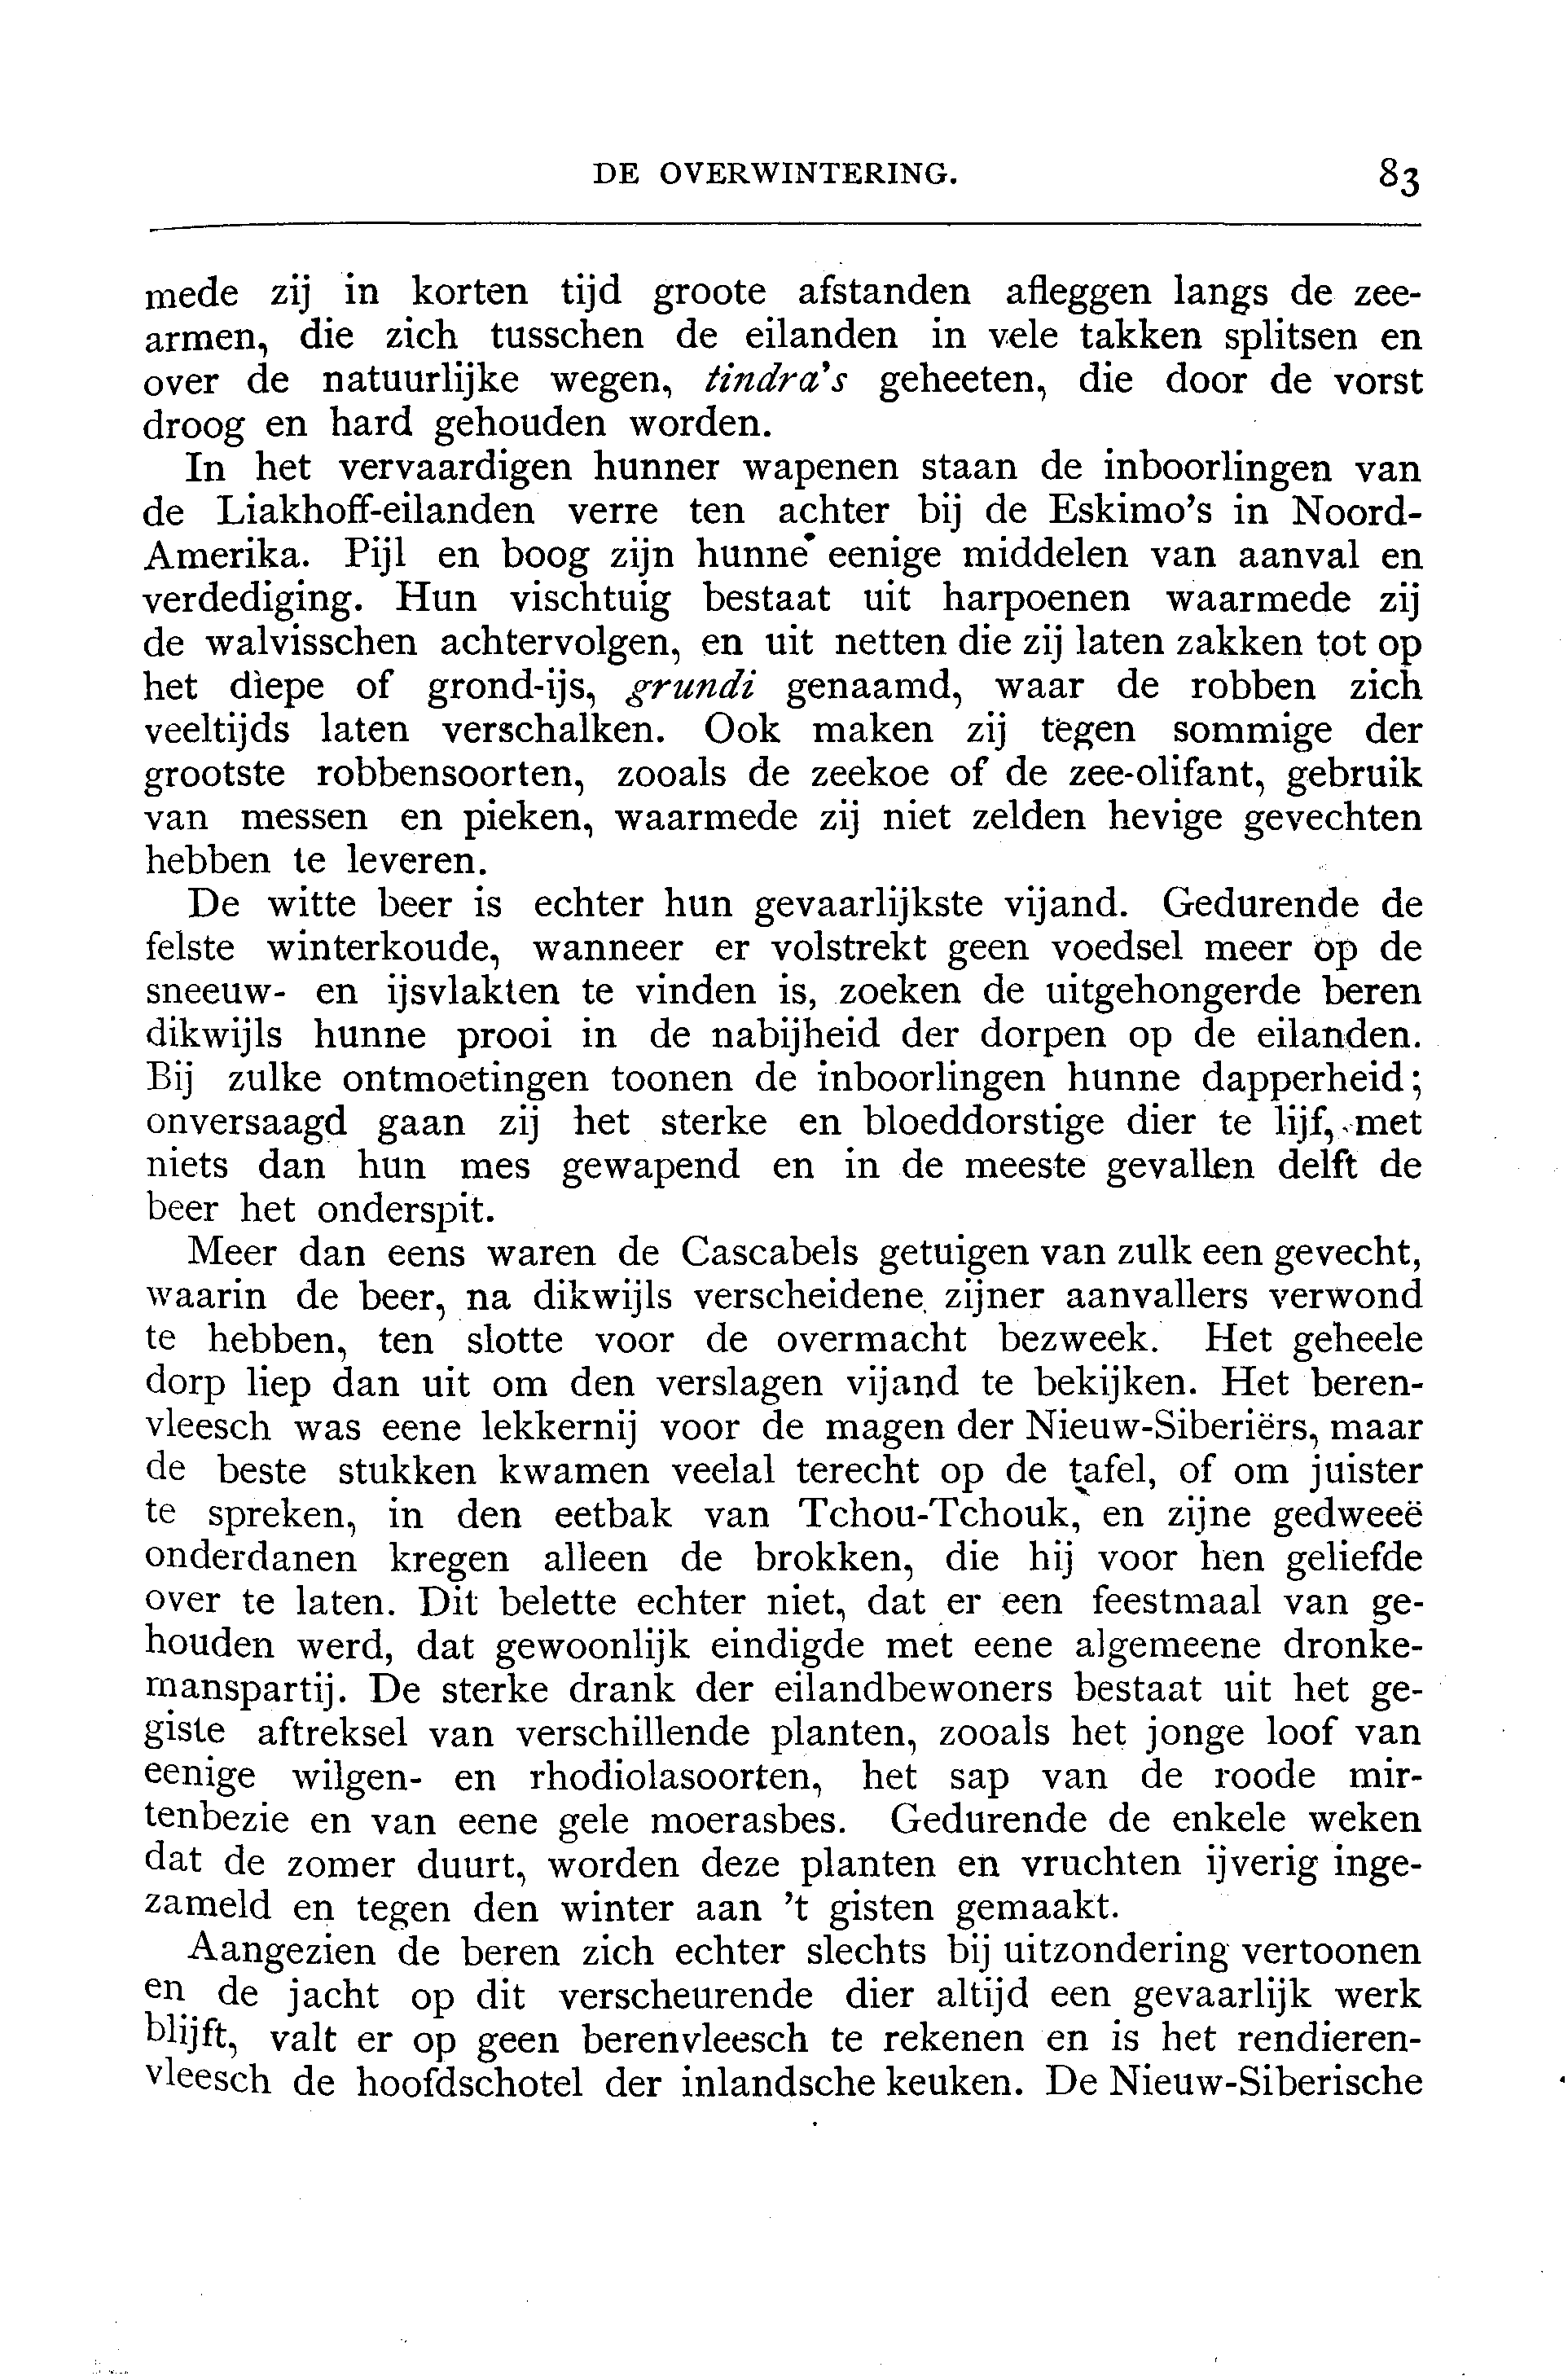 DE OVERWINTERING. 83
mede zij in korten tijd groote afstanden afleggen langs de zee-
armen, die zich tusschen de eilanden in vele takken splitsen en
over de natuurlijke wegen, tindra's geheeten, die door de vorst
droog en hard gehouden worden.
In het vervaardigen hunner wapenen staan de inboorlingen van
de Liakhoff-eilanden verre ten achter bij de Eskimo's in Noord-
Amerika. Pijl en boog zijn hunne eenige middelen van aanval en
verdediging. Hun vischtuig bestaat uit harpoenen waarmede zij
de walvisschen achtervolgen, en uit netten die zij laten zakken tot op
het diepe of grond-ijs, grundi genaamd, waar de robben zich
veeltijds laten verschalken. Ook maken zij tegen sommige der
grootste robbensoorten, zooals de zeekoe of de zee-olifant, gebruik
van messen en pieken, waarmede zij niet zelden hevige gevechten
hebben te leveren.
De witte beer is echter hun gevaarlijkste vijand. Gedurende de
felste winterkoude, wanneer er volstrekt geen voedsel meer op de
sneeuw- en ijsvlakten te vinden is, zoeken de uitgehongerde beren
dikwijls hunne prooi in de nabijheid der dorpen op de eilanden.
Bij zulke ontmoetingen toonen de inboorlingen hunne dapperheid;
onversaagd gaan zij het sterke en bloeddorstige dier te lijf, met
niets dan hun mes gewapend en in de meeste gevallen delft de
beer het onderspit.
Meer dan eens waren de Cascabels getuigen van zulk een gevecht,
waarin de beer, na dikwijls verscheidene zijner aanvallers verwond
te hebben, ten slotte voor de overmacht bezweek. Het geheele
dorp liep dan uit om den verslagen vijand te bekijken. Het beren-
vleesch was eene lekkernij voor de magen der Nieuw-Siberiërs, maar
de beste stukken kwamen veelal terecht op de tafel, of om juister
te spreken, in den eetbak van Tchou-Tchouk, en zijne gedweeë
onderdanen kregen alleen de brokken, die hij voor hen geliefde
over te laten. Dit belette echter niet, dat er een feestmaal van ge-
houden werd, dat gewoonlijk eindigde met eene algemeene dronke-
manspartij. De sterke drank der eilandbewoners bestaat uit het ge-
giste aftreksel van verschillende planten, zooals het jonge loof van
eenige wilgen- en rhodiolasoorten, het sap van de roode mir-
tenbezie en van eene gele moerasbes. Gedurende de enkele weken
dat de zomer duurt, worden deze planten en vruchten ijverig inge-
zameld en tegen den winter aan 't gisten gemaakt.
Aangezien de beren zich echter slechts bij uitzondering vertoonen
en de jacht op dit verscheurende dier altijd een gevaarlijk werk
blijft, valt er op geen berenvleesch te rekenen en is het rendieren-
vleesch de hoofdschotel der inlandsche keuken. De Nieuw-Siberische